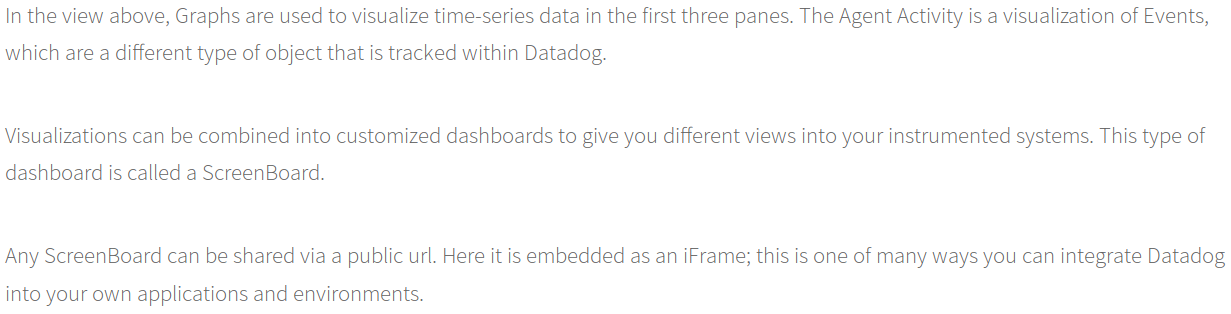 In the view above, Graphs are used to visualize time-series data in the first three panes. The Agent Activity is a visualization of Events,
which are a different type of object that is tracked within Datadog.
Visualizations can be combined into customized dashboards to give you different views into your instrumented systems. This type of
dashboard is called a ScreenBoard.
Any ScreenBoard can be shared via a public url. Here it is embedded as an iFrame; this is one of many ways you can integrate Datadog
into your own applications and environments.